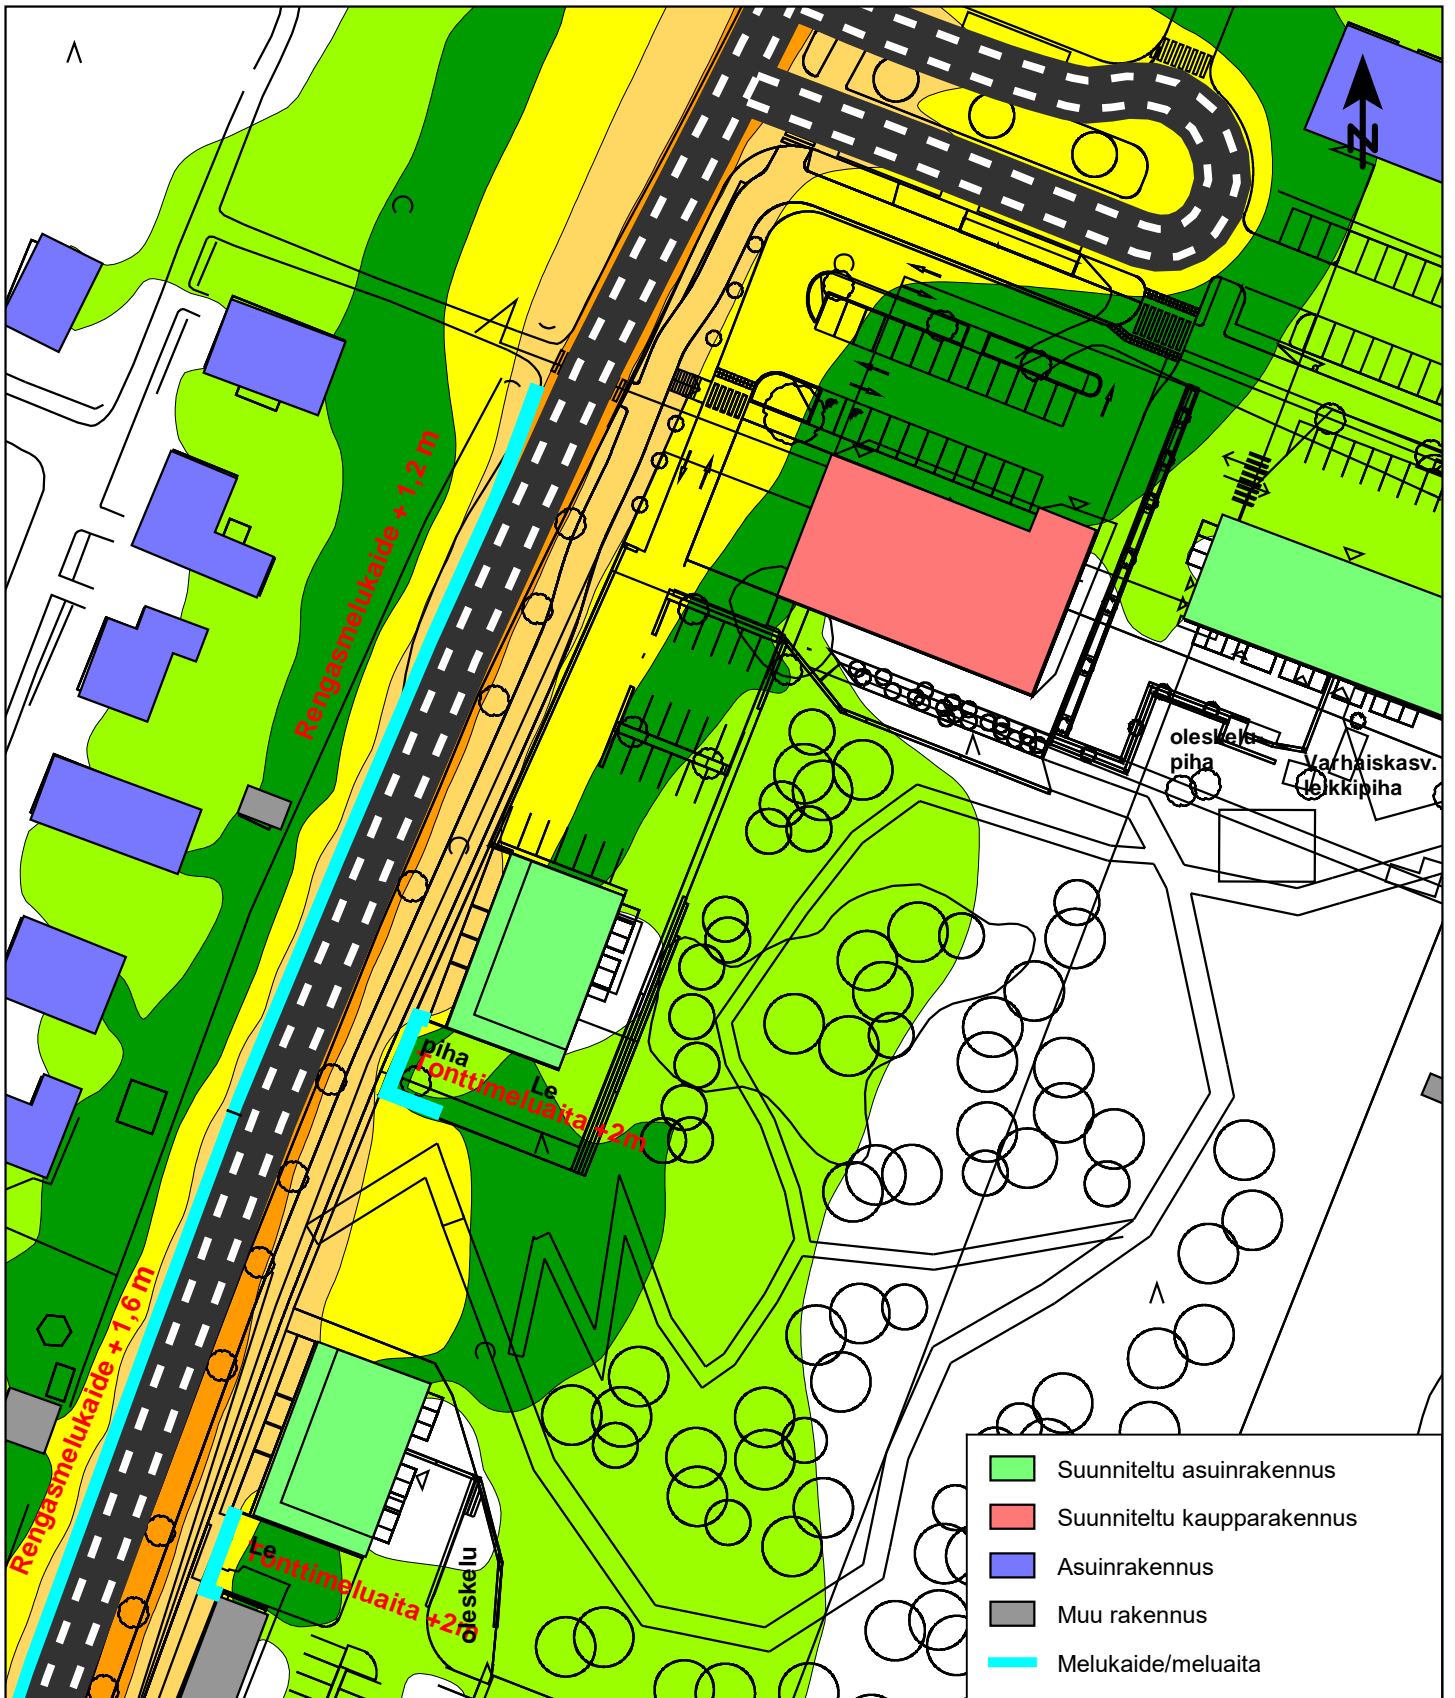 N
Rengasmelukaide + 1,2 m
oleskelu-
piha
Varhaiskasv.
leikkipiha
piha
Le
Tonttimeluaita +2m
Rengasmelukaide + 1,6 m
Le
Tonttimeluaita +2m
oleskelu
Suunniteltu asuinrakennus
Suunniteltu kaupparakennus
Asuinrakennus
Muu rakennus
Melukaide/meluaita